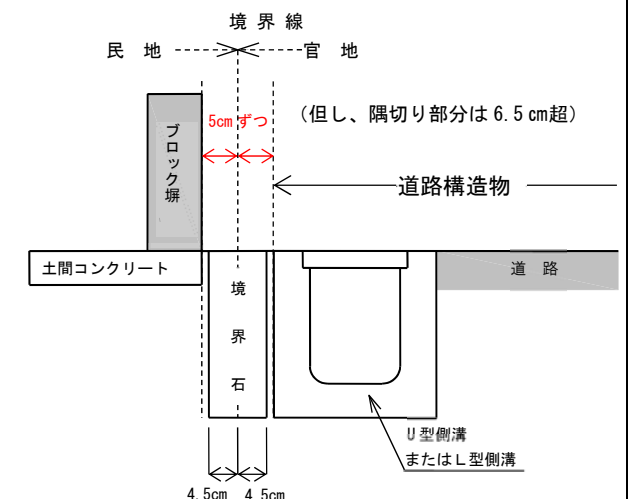 境界線
民地 官地
5cmずつ
（但し、隅切り部分は6.5㎝超）
ブロック塀
道路構造物
土間コンクリート
道路
境界石
U型側溝
またはL型側溝
4.5cm 4.5cm